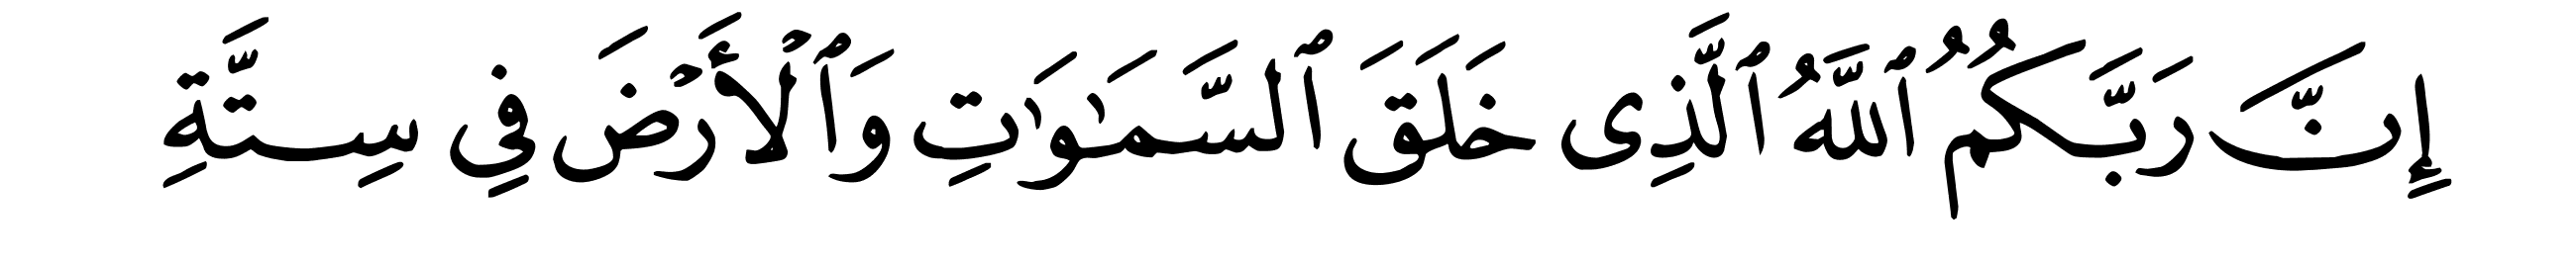 إِنَّ رَبَّكُمُ ٱللَّهُ ٱلَّذِى خَلَقَ ٱلسَّمَٰوَٰتِ وَٱلْأَرْضَ فِي سِتَّةِ